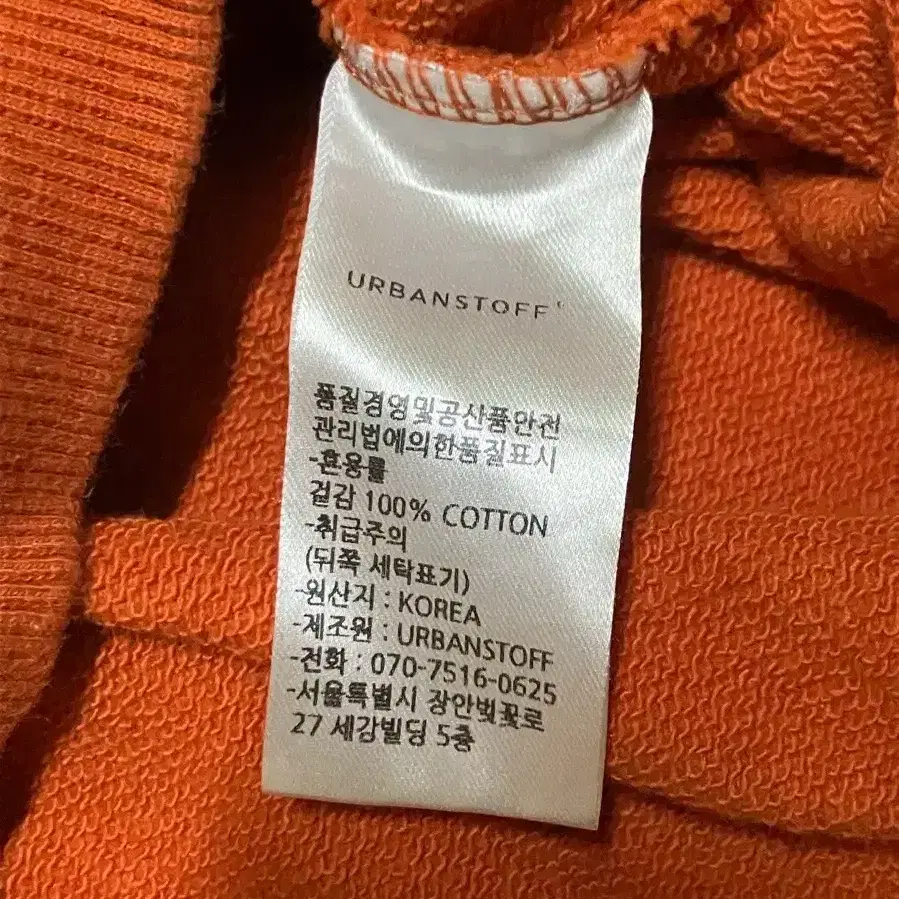 URBANSTOFF
품질경영및공산품안전
관리법에의한품질표시
-혼용률
겉감 100% COTTON
-취급주의
(뒤쪽 세탁표기)
-원산지 : KOREA
-제조원 : URBANSTOFF
-전화 : 070-7516-0625
-서울특별시 장안벚꽃로
27 세강빌딩 5층